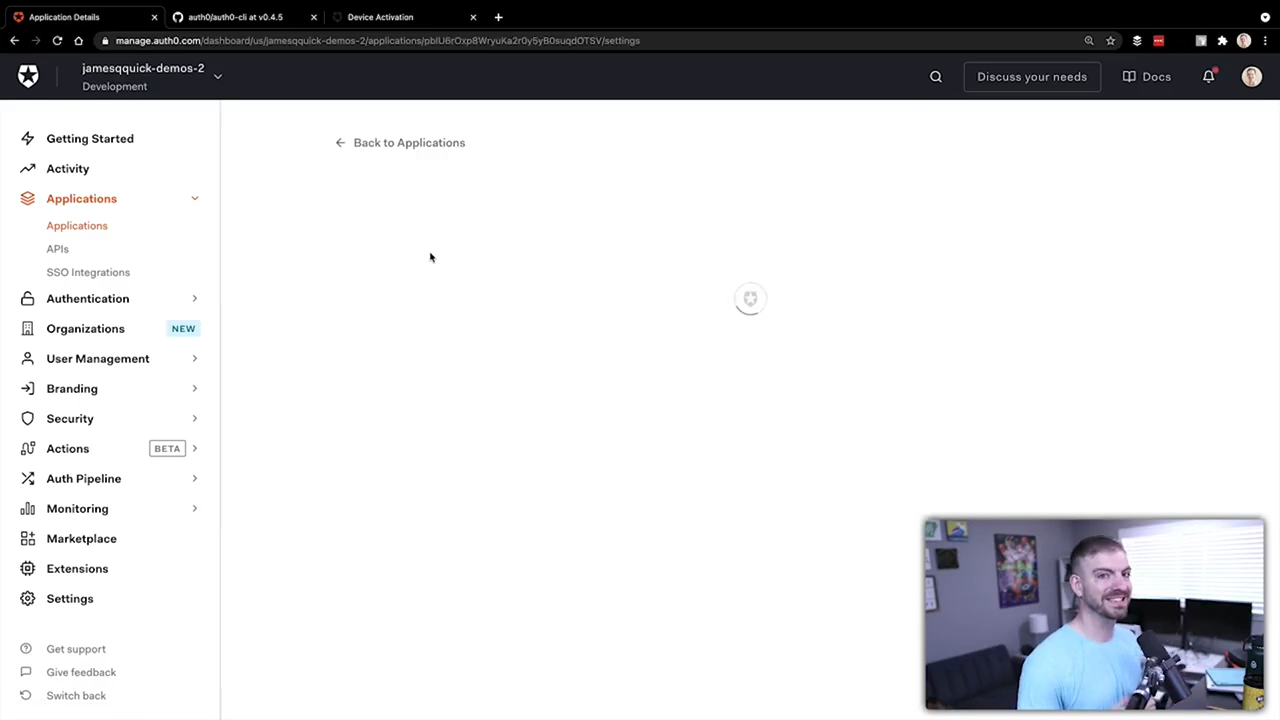 Application Details
auth0/auth0-cli at v0.4.5
Device Activation
manage.auth0.com/dashboard/us/jamesqquick-demos-2/applications/pbIU6rOxp8WryuKa2r0y5yB0suqdOTSV/settings
jamesqquick-demos-2
Development
Discuss your needs
Docs
Getting Started
Activity
Applications
Applications
APIs
SSO Integrations
Authentication
Organizations NEW
User Management
Branding
Security
Actions BETA
Auth Pipeline
Monitoring
Marketplace
Extensions
Settings
Get support
Give feedback
Switch back
Back to Applications